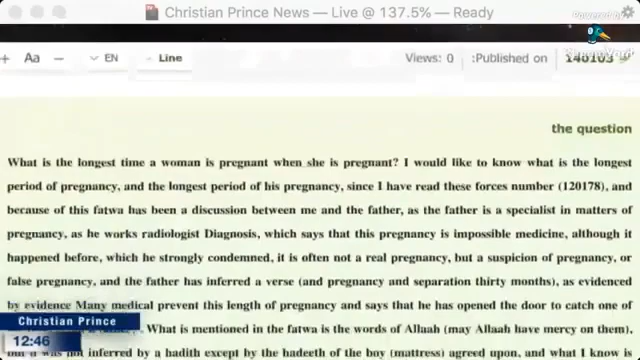 Christian Prince News — Live @ 137.5% — Ready
Powered by
+ Aa − EN Line Views: 0 :Published on 140103
the question
What is the longest time a woman is pregnant when she is pregnant? I would like to know what is the longest
period of pregnancy, and the longest period of his pregnancy, since I have read these forces number (120178), and
because of this fatwa has been a discussion between me and the father, as the father is a specialist in matters of
pregnancy, as he works radiologist Diagnosis, which says that this pregnancy is impossible medicine, although it
happened before, which he strongly condemned, it is often not a real pregnancy, but a suspicion of pregnancy, or
false pregnancy, and the father has inferred a verse (and pregnancy and separation thirty months), as evidenced
by evidence Many medical prevent this length of pregnancy and says that he has opened the door to catch one of
Christian Prince
What is mentioned in the fatwa is the words of Allaah (may Allaah have mercy on them),
12:46
but it was not inferred by a hadith except by the hadeeth of the boy (mattress) agreed upon, and what I know is